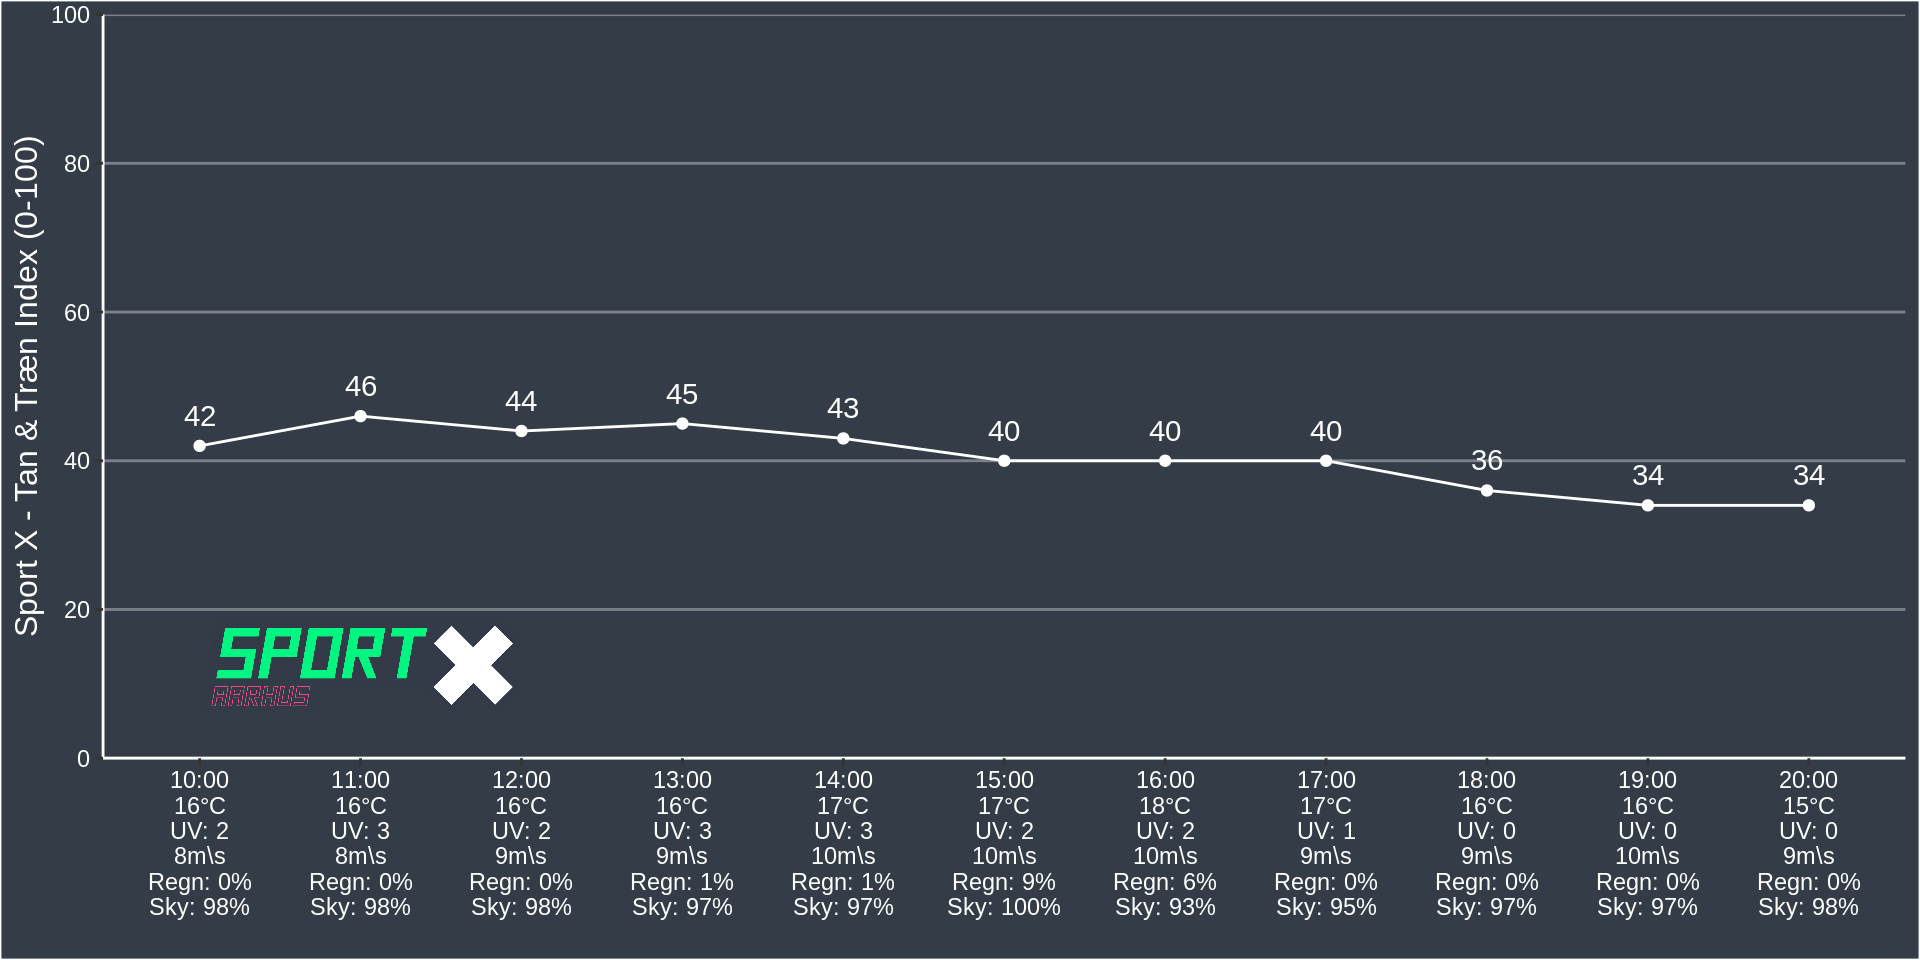 Sport X - Tan & Træn Index (0-100)
100
80
60
40
20
0
42
46
44
45
43
40
40
40
36
34
34
SPORT X
AARHUS
10:00 11:00 12:00 13:00 14:00 15:00 16:00 17:00 18:00 19:00 20:00
16°C 16°C 16°C 16°C 17°C 17°C 18°C 17°C 16°C 16°C 15°C
UV: 2 UV: 3 UV: 2 UV: 3 UV: 3 UV: 2 UV: 2 UV: 1 UV: 0 UV: 0 UV: 0
8m\s 8m\s 9m\s 9m\s 10m\s 10m\s 10m\s 9m\s 9m\s 10m\s 9m\s
Regn: 0% Regn: 0% Regn: 0% Regn: 1% Regn: 1% Regn: 9% Regn: 6% Regn: 0% Regn: 0% Regn: 0% Regn: 0%
Sky: 98% Sky: 98% Sky: 98% Sky: 97% Sky: 97% Sky: 100% Sky: 93% Sky: 95% Sky: 97% Sky: 97% Sky: 98%